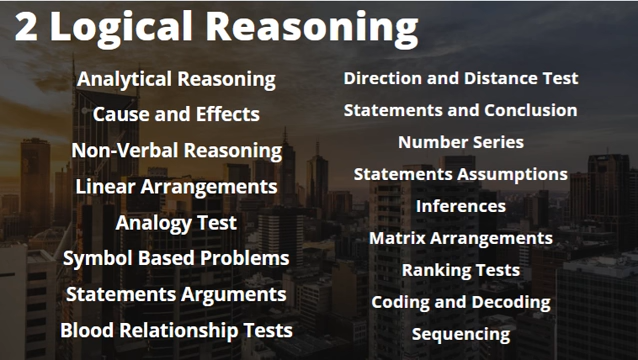 2 Logical Reasoning
Analytical Reasoning
Cause and Effects
Non-Verbal Reasoning
Linear Arrangements
Analogy Test
Symbol Based Problems
Statements Arguments
Blood Relationship Tests
Direction and Distance Test
Statements and Conclusion
Number Series
Statements Assumptions
Inferences
Matrix Arrangements
Ranking Tests
Coding and Decoding
Sequencing